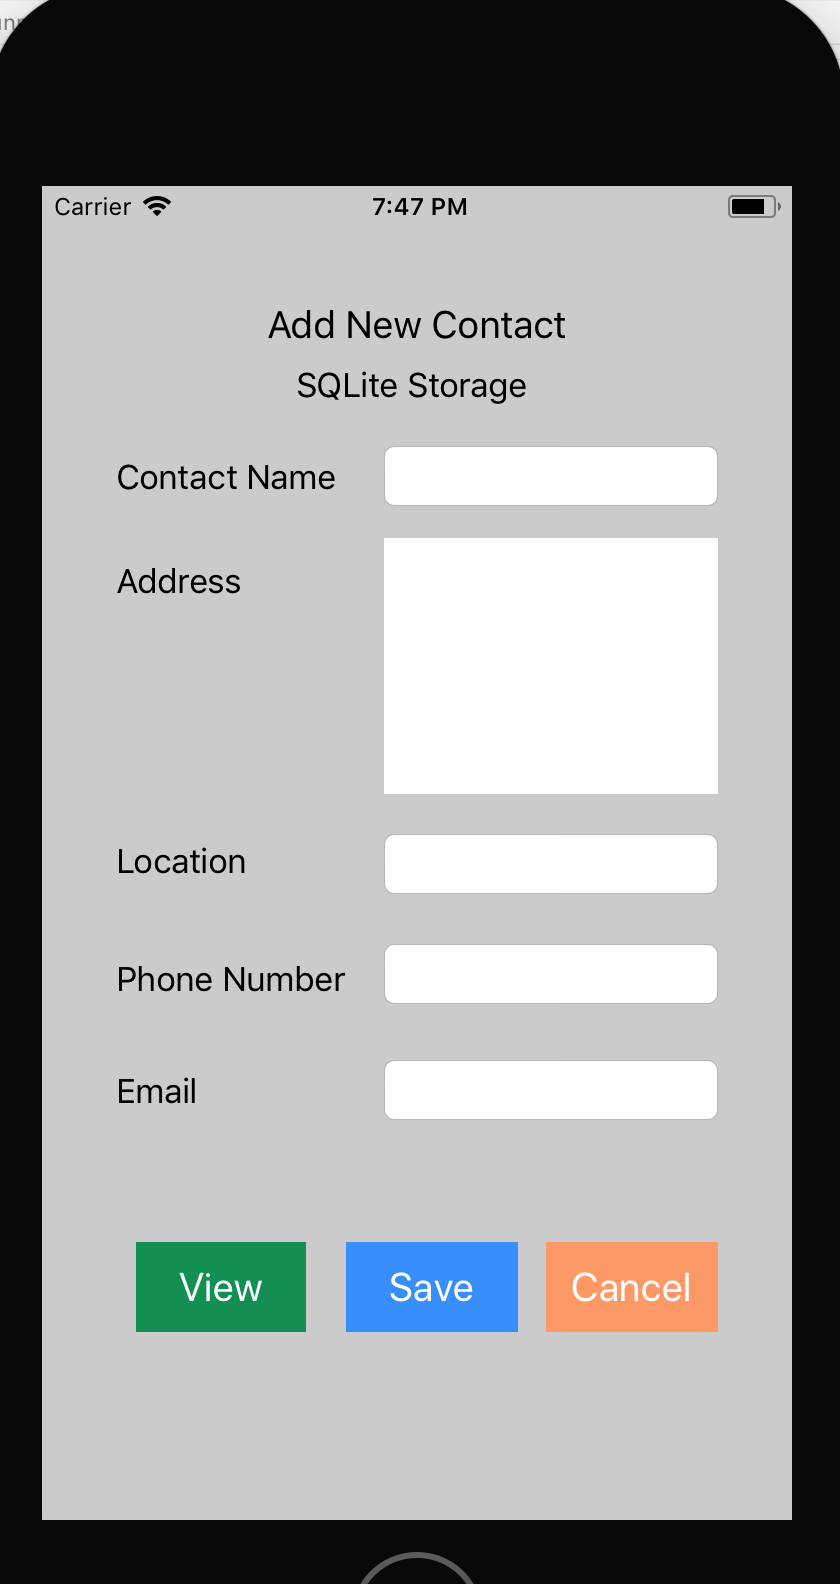 Carrier 7:47 PM
Add New Contact
SQLite Storage
Contact Name
Address
Location
Phone Number
Email
View Save Cancel